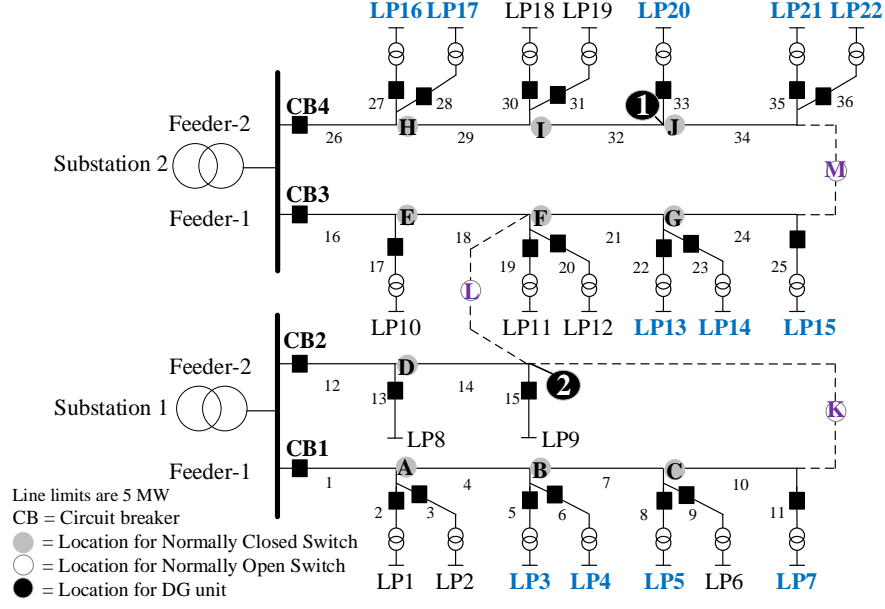 LP16 LP17 LP18 LP19 LP20 LP21 LP22
27 28 30 31 1 33 35 36
CB4
Feeder-2
H I J
26 29 32 34
Substation 2
M
CB3
Feeder-1
E F G
16 18 21 24
17 19 20 22 23 25
L
LP10 LP11 LP12 LP13 LP14 LP15
CB2
Feeder-2
D
12 14 2
13 15
Substation 1
K
LP8 LP9
CB1
Feeder-1
A B C
1 4 7 10
2 3 5 6 8 9 11
LP1 LP2 LP3 LP4 LP5 LP6 LP7
Line limits are 5 MW
CB = Circuit breaker
= Location for Normally Closed Switch
= Location for Normally Open Switch
= Location for DG unit